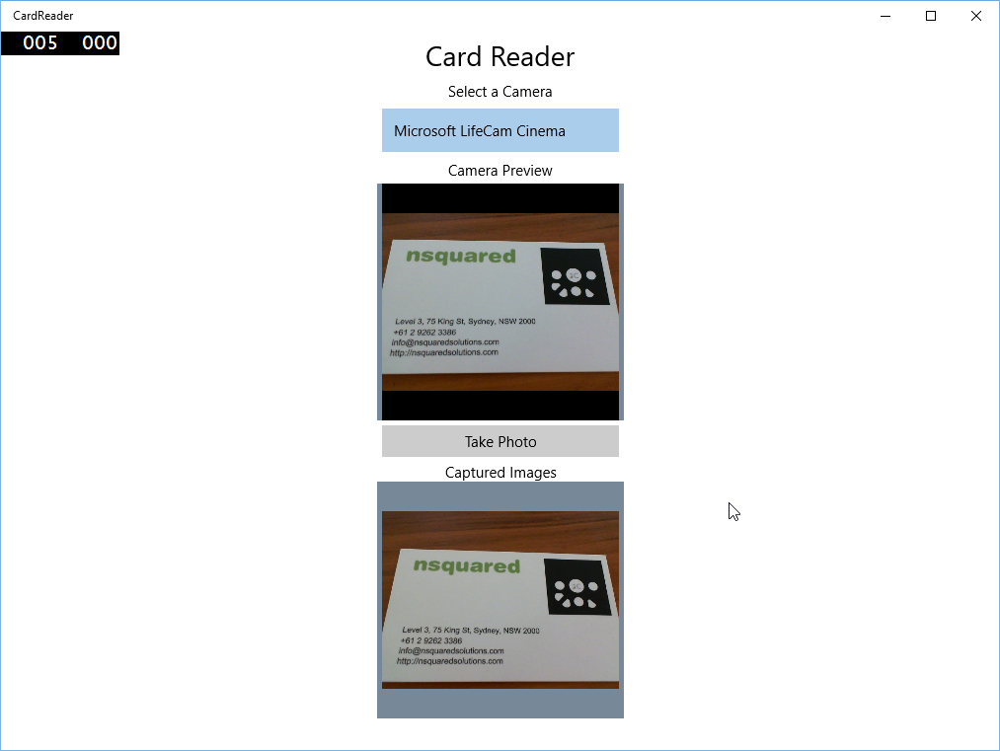 CardReader
005 000
Card Reader
Select a Camera
Microsoft LifeCam Cinema
Camera Preview
nsquared
Level 3, 75 King St, Sydney, NSW 2000
+61 2 9262 3386
info@nsquaredsolutions.com
http://nsquaredsolutions.com
Take Photo
Captured Images
nsquared
Level 3, 75 King St, Sydney, NSW 2000
+61 2 9262 3386
info@nsquaredsolutions.com
http://nsquaredsolutions.com